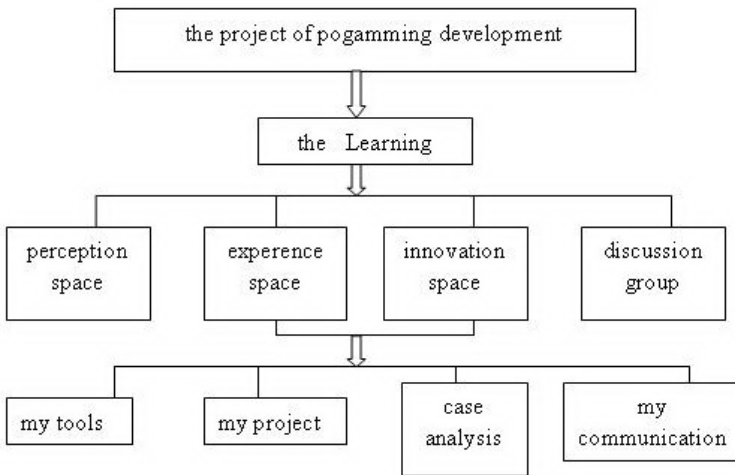 the project of pogamming development
the Learning
perception
space
experence
space
innovation
space
discussion
group
my tools
my project
case
analysis
my
communication